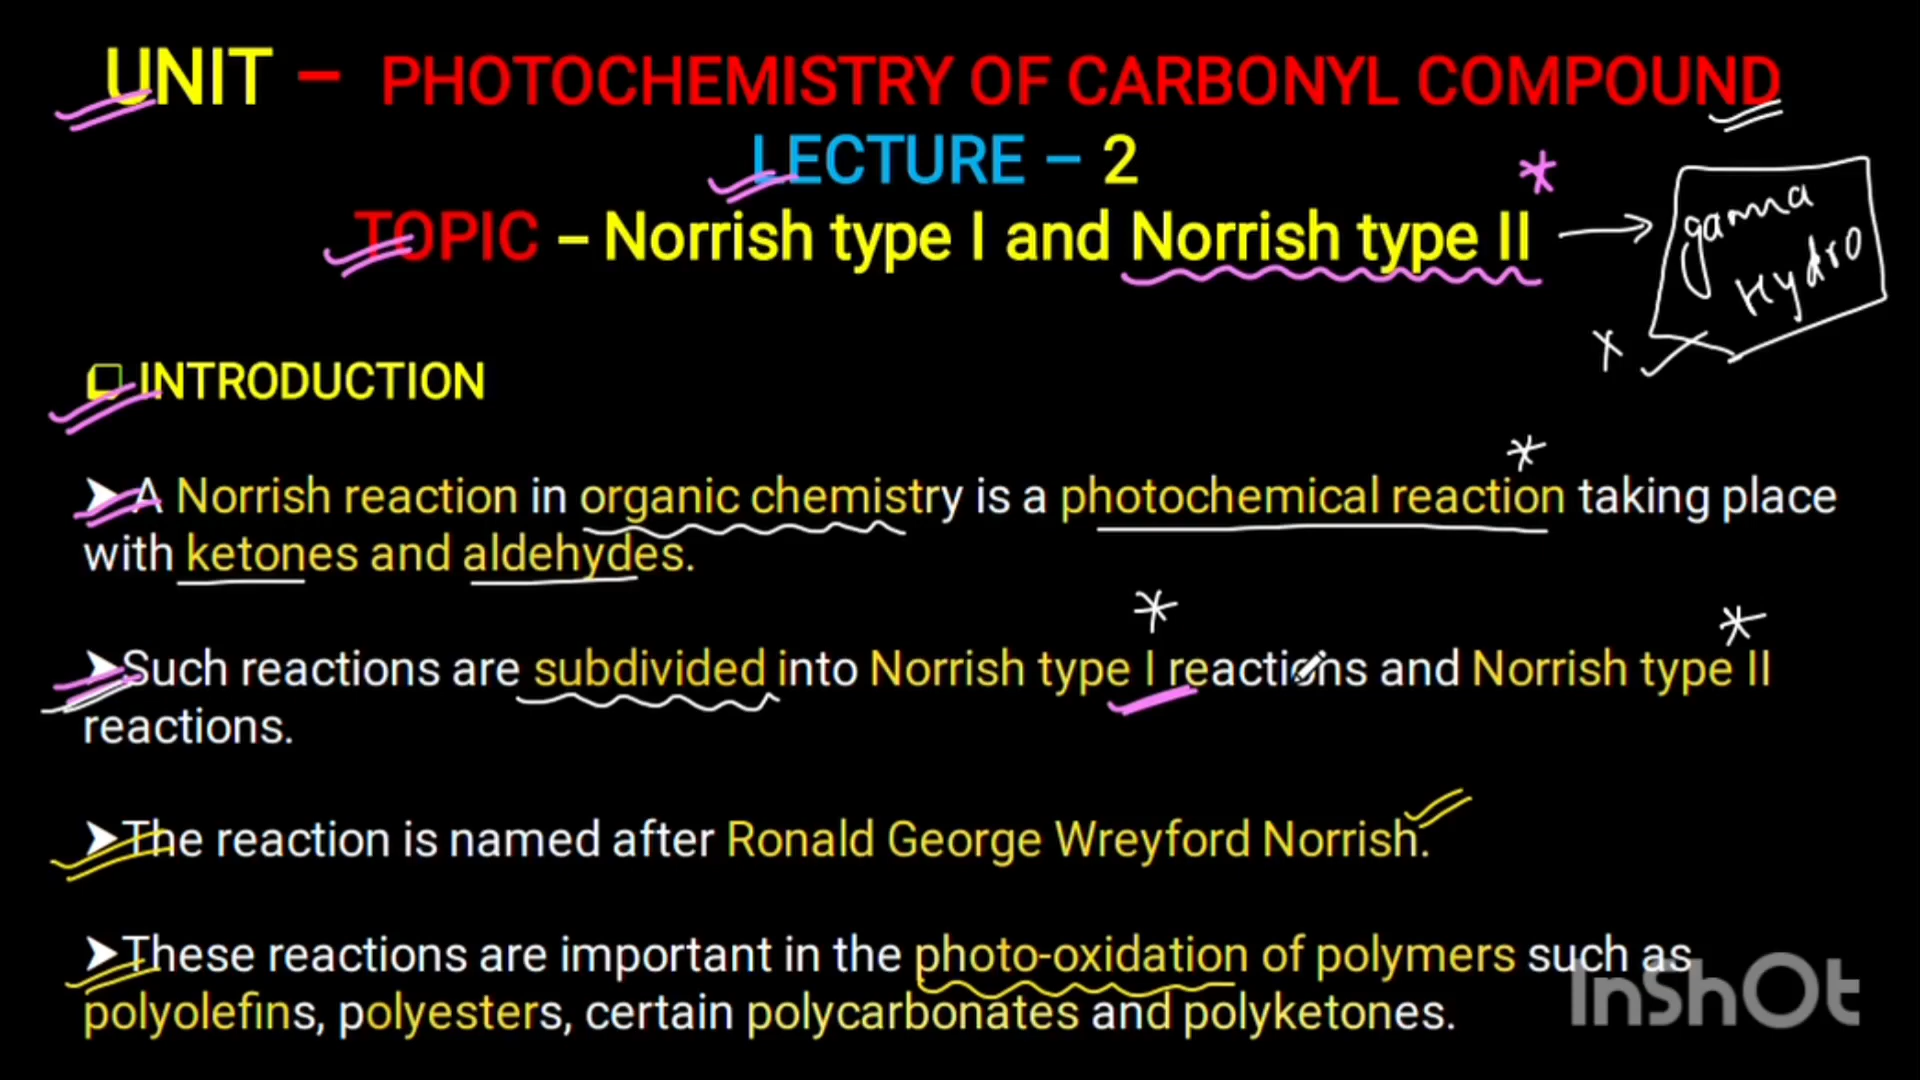 UNIT – PHOTOCHEMISTRY OF CARBONYL COMPOUND
LECTURE – 2
TOPIC – Norrish type I and Norrish type II
gamma
Hydro
INTRODUCTION
➤A Norrish reaction in organic chemistry is a photochemical reaction taking place
with ketones and aldehydes.
➤Such reactions are subdivided into Norrish type I reactions and Norrish type II
reactions.
➤The reaction is named after Ronald George Wreyford Norrish.
➤These reactions are important in the photo-oxidation of polymers such as
polyolefins, polyesters, certain polycarbonates and polyketones.
InShOt